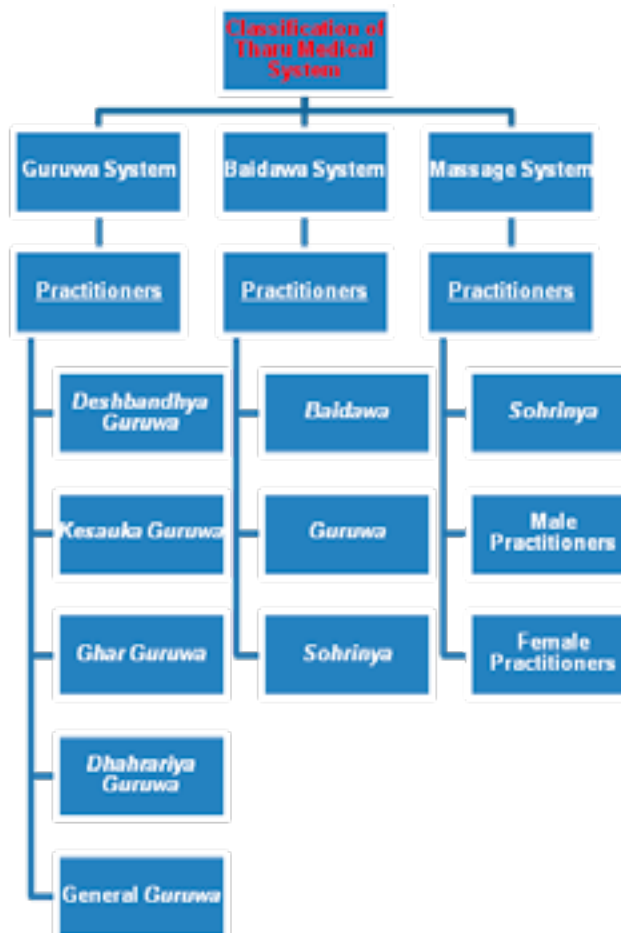 Classification of
Tharu Medical
System
Guruwa System
Baidawa System
Massage System
Practitioners
Practitioners
Practitioners
Deshbandhya
Guruwa
Baidawa
Sohrinya
Kesauka Guruwa
Guruwa
Male
Practitioners
Ghar Guruwa
Sohrinya
Female
Practitioners
Dhahrariya
Guruwa
General Guruwa